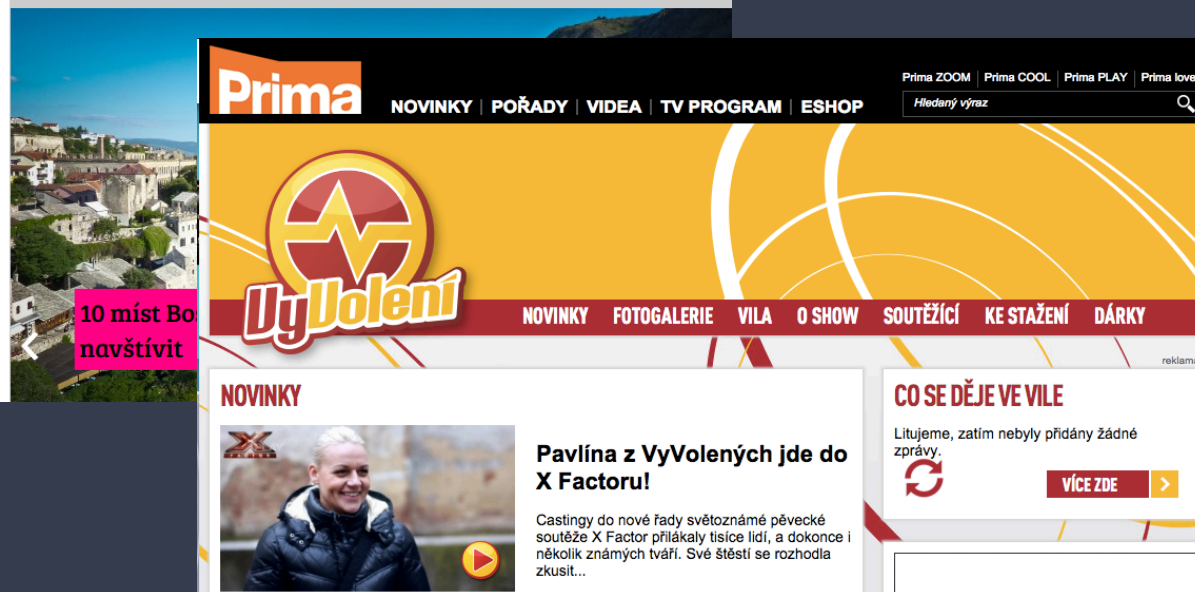 Prima
NOVINKY | POŘADY | VIDEA | TV PROGRAM | ESHOP
Prima ZOOM | Prima COOL | Prima PLAY | Prima love
Hledaný výraz
10 míst Bo
navštívit
VyVolení
NOVINKY FOTOGALERIE VILA O SHOW SOUTĚŽÍCÍ KE STAŽENÍ DÁRKY
reklama
NOVINKY
X FACTOR
Pavlína z VyVolených jde do
X Factoru!
Castingy do nové řady světoznámé pěvecké
soutěže X Factor přilákaly tisíce lidí, a dokonce i
několik známých tváří. Své štěstí se rozhodla
zkusit...
CO SE DĚJE VE VILE
Litujeme, zatím nebyly přidány žádné
zprávy.
VÍCE ZDE